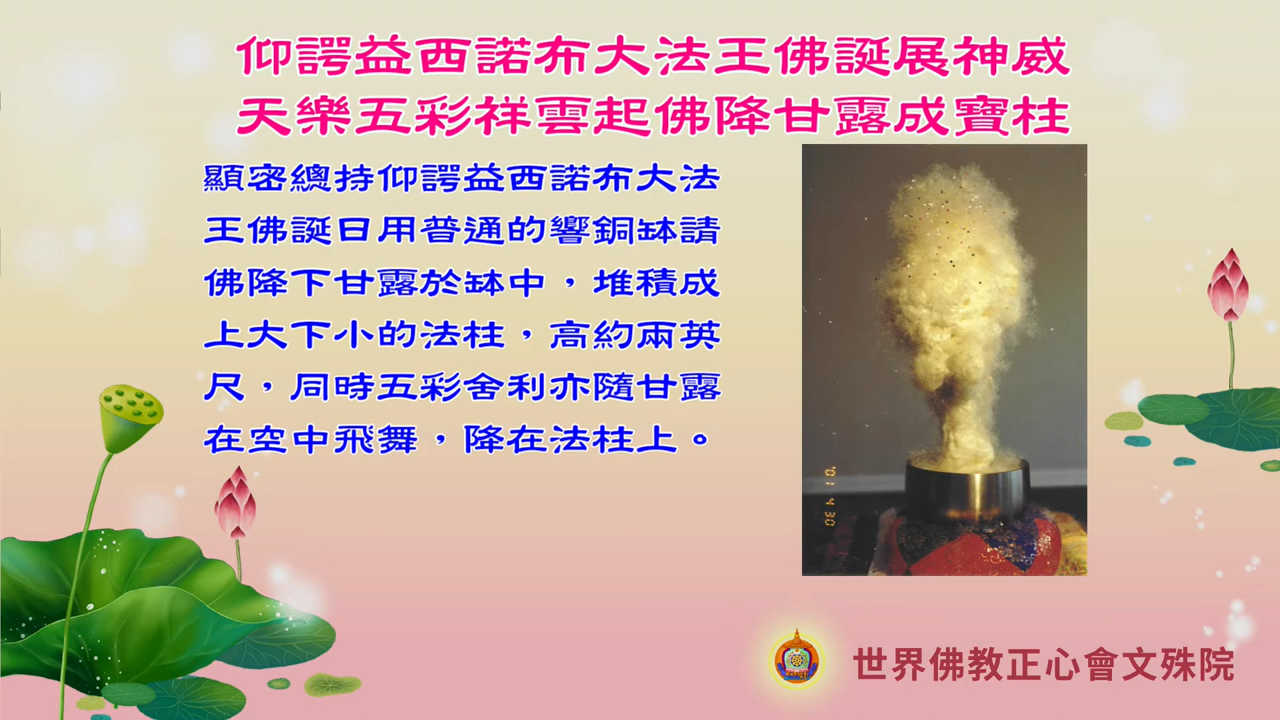 仰諤益西諾布大法王佛誕展神威
天樂五彩祥雲起佛降甘露成寶柱
顯密總持仰諤益西諾布大法
王佛誕日用普通的響銅缽請
佛降下甘露於缽中，堆積成
上大下小的法柱，高約兩英
尺，同時五彩舍利亦隨甘露
在空中飛舞，降在法柱上。
'01 4 30
世界佛教正心會文殊院